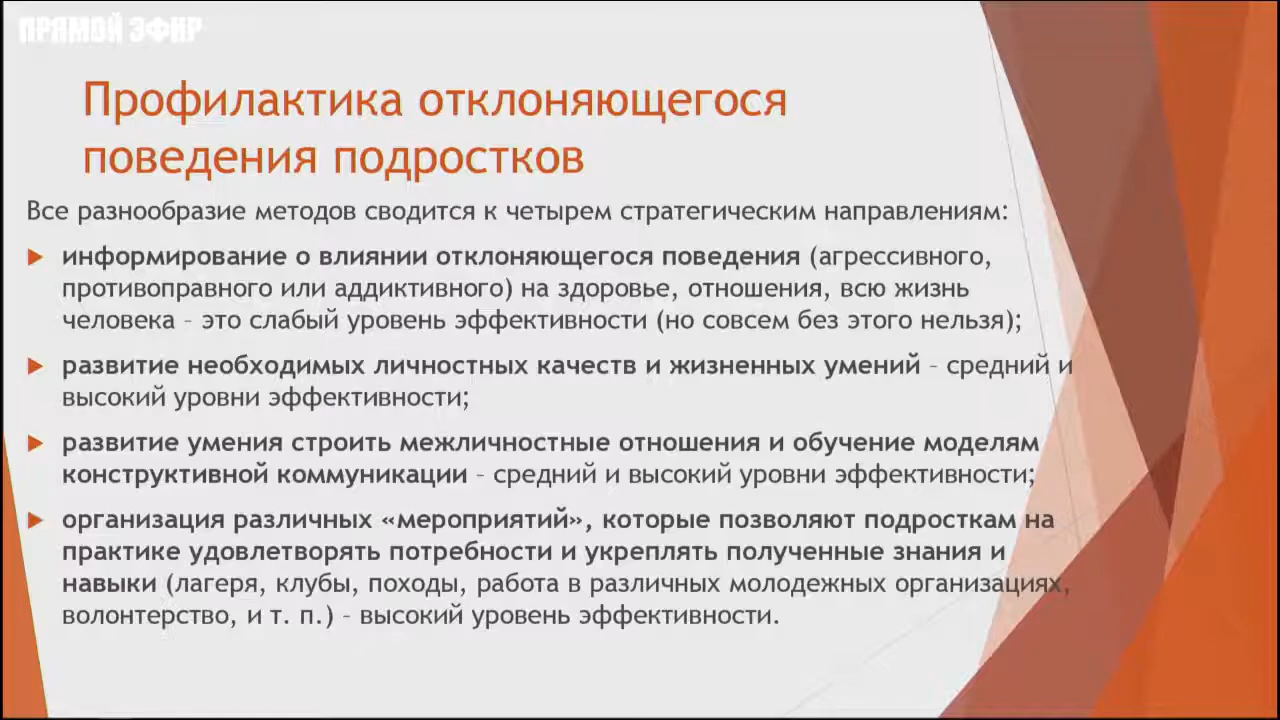 ПРЯМОЙ ЭФИР
Профилактика отклоняющегося
поведения подростков
Все разнообразие методов сводится к четырем стратегическим направлениям:
информирование о влиянии отклоняющегося поведения (агрессивного,
противоправного или аддиктивного) на здоровье, отношения, всю жизнь
человека – это слабый уровень эффективности (но совсем без этого нельзя);
развитие необходимых личностных качеств и жизненных умений – средний и
высокий уровни эффективности;
развитие умения строить межличностные отношения и обучение моделям
конструктивной коммуникации – средний и высокий уровни эффективности;
организация различных «мероприятий», которые позволяют подросткам на
практике удовлетворять потребности и укреплять полученные знания и
навыки (лагеря, клубы, походы, работа в различных молодежных организациях,
волонтерство, и т. п.) – высокий уровень эффективности.